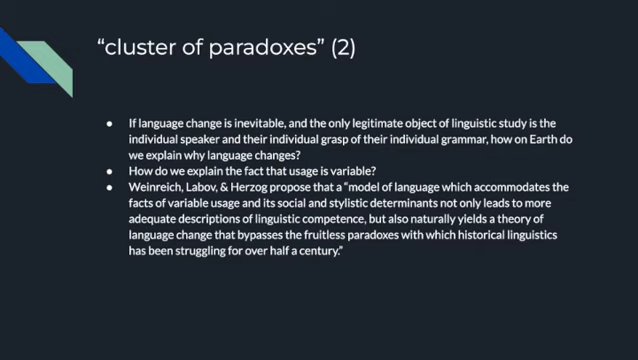 “cluster of paradoxes” (2)
● If language change is inevitable, and the only legitimate object of linguistic study is the
individual speaker and their individual grasp of their individual grammar, how on Earth do
we explain why language changes?
● How do we explain the fact that usage is variable?
● Weinreich, Labov, & Herzog propose that a “model of language which accommodates the
facts of variable usage and its social and stylistic determinants not only leads to more
adequate descriptions of linguistic competence, but also naturally yields a theory of
language change that bypasses the fruitless paradoxes with which historical linguistics
has been struggling for over half a century.”